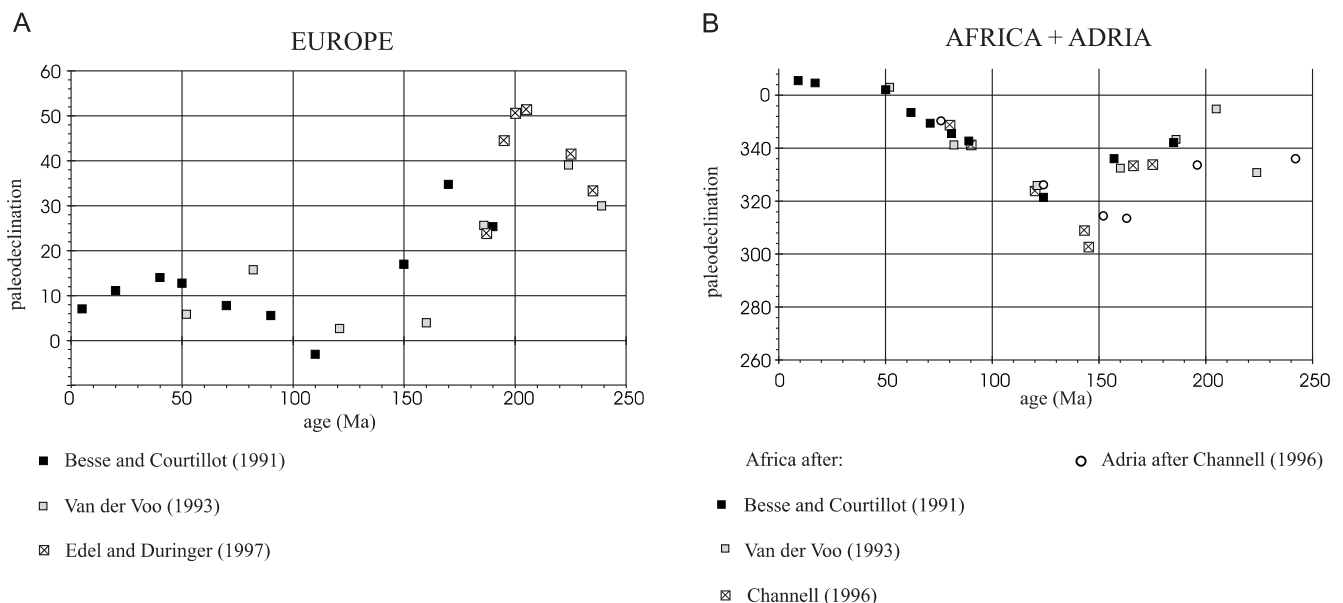 A
EUROPE
paleodeclination
60
50
40
30
20
10
0
0
50
100
150
200
250
age (Ma)
Besse and Courtillot (1991)
Van der Voo (1993)
Edel and Duringer (1997)
B
AFRICA + ADRIA
paleodeclination
0
340
320
300
280
260
0
50
100
150
200
250
age (Ma)
Africa after:
Adria after Channell (1996)
Besse and Courtillot (1991)
Van der Voo (1993)
Channell (1996)